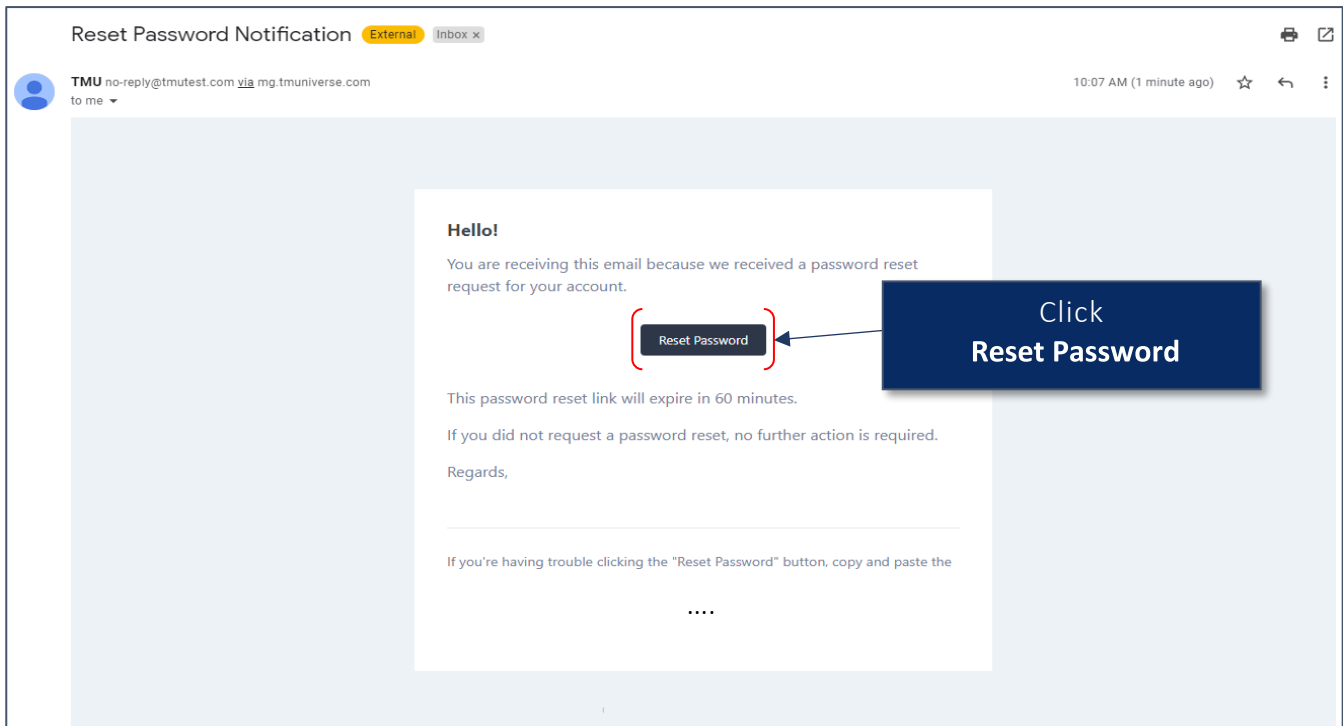 Reset Password Notification External Inbox x
TMU no-reply@tmutest.com via mg.tmuniverse.com 10:07 AM (1 minute ago)
to me
Hello!
You are receiving this email because we received a password reset
request for your account.
Click
Reset Password
Reset Password
This password reset link will expire in 60 minutes.
If you did not request a password reset, no further action is required.
Regards,
If you're having trouble clicking the "Reset Password" button, copy and paste the
....